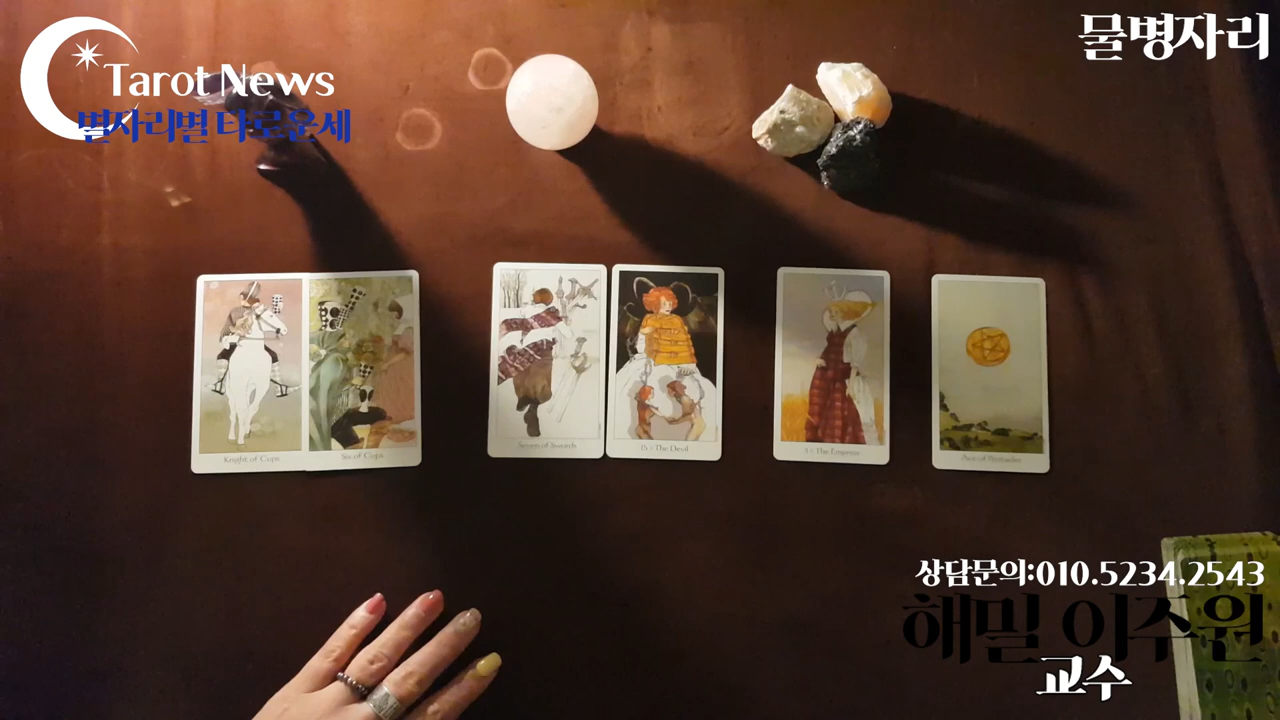 물병자리
Tarot News
별자리별 타로운세
Knight of Cups
Six of Cups
Seven of Swords
15 : The Devil
3 : The Empress
Ace of Pentacles
상담문의:010.5234.2543
해밀 이주원
교수